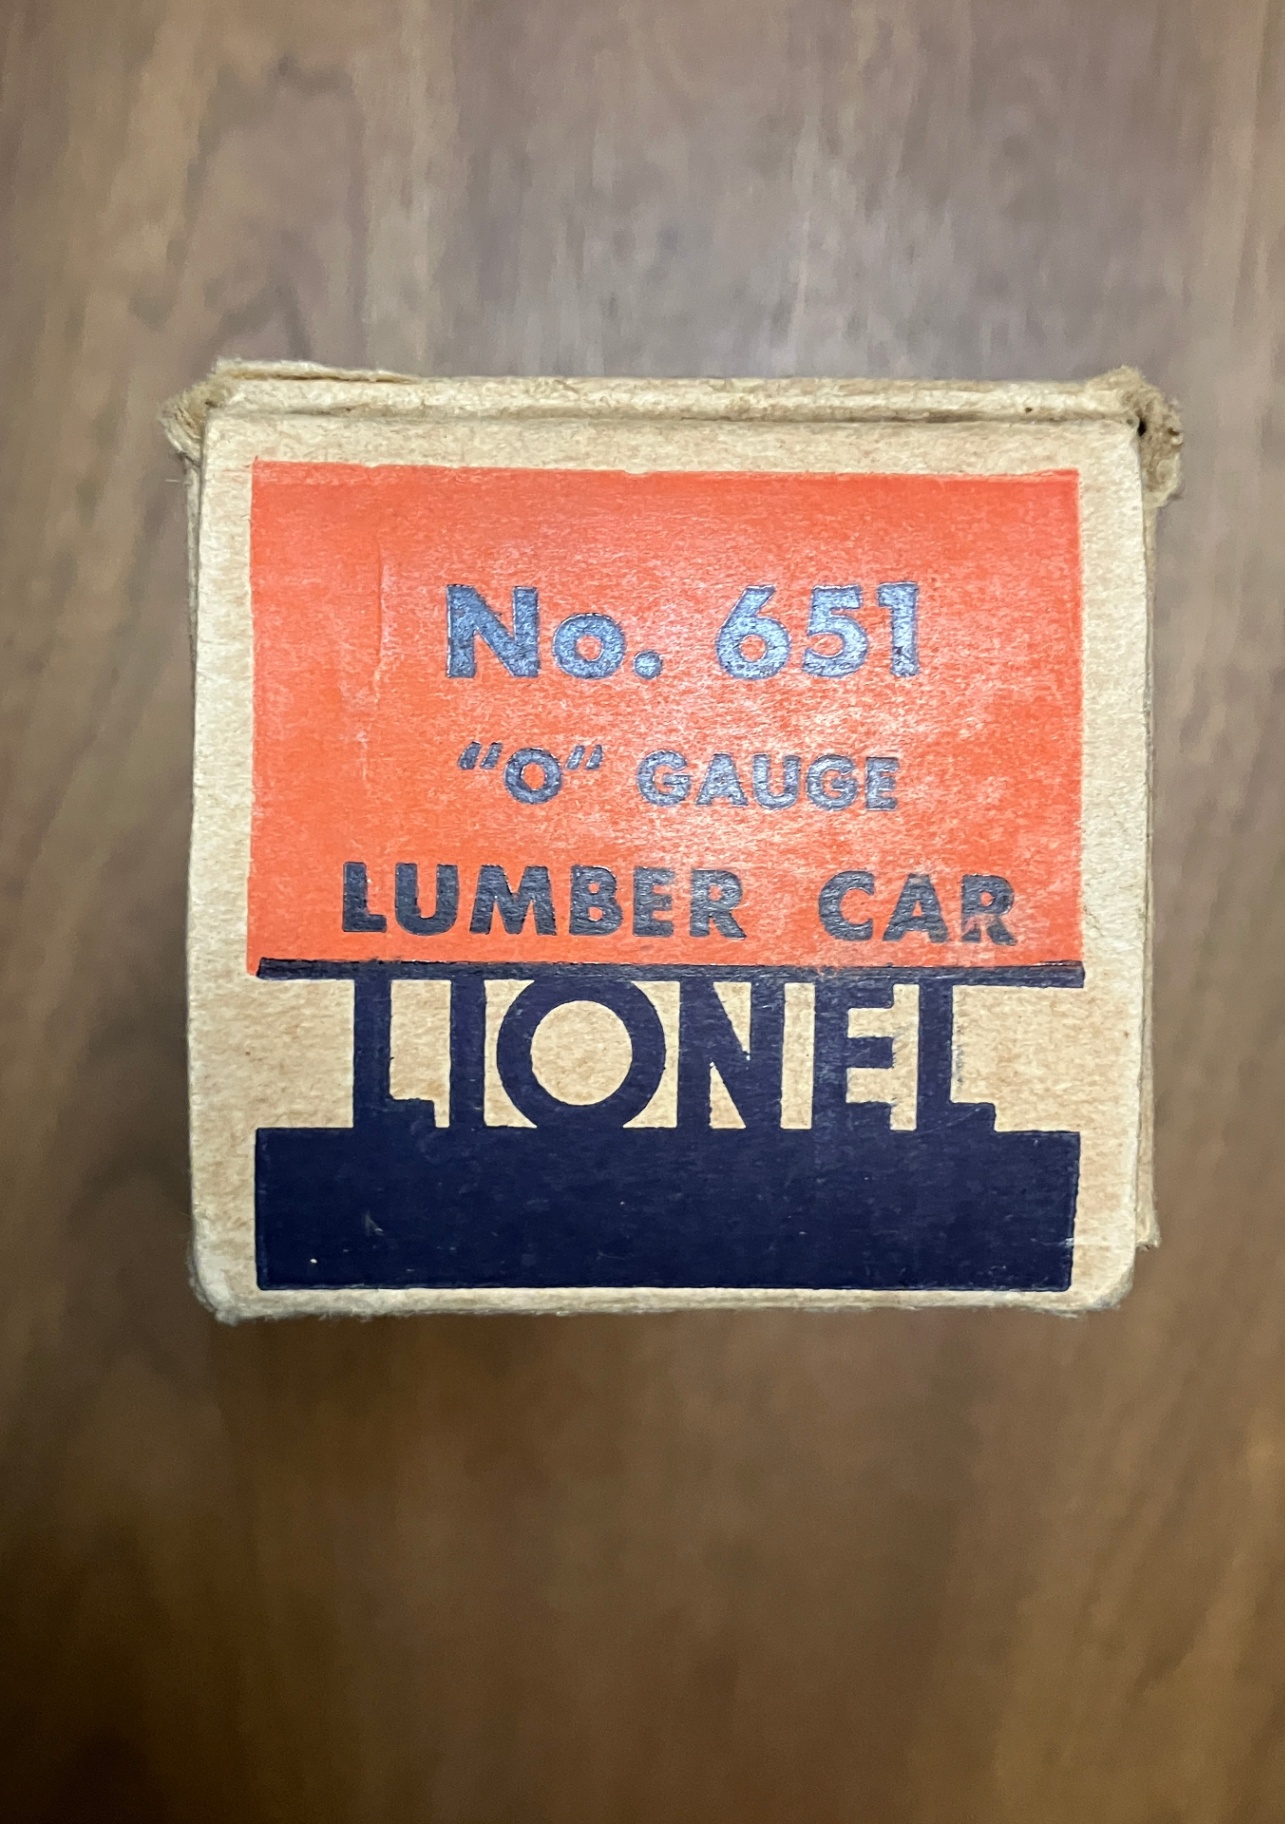 No. 651
“O” GAUGE
LUMBER CAR
LIONEL